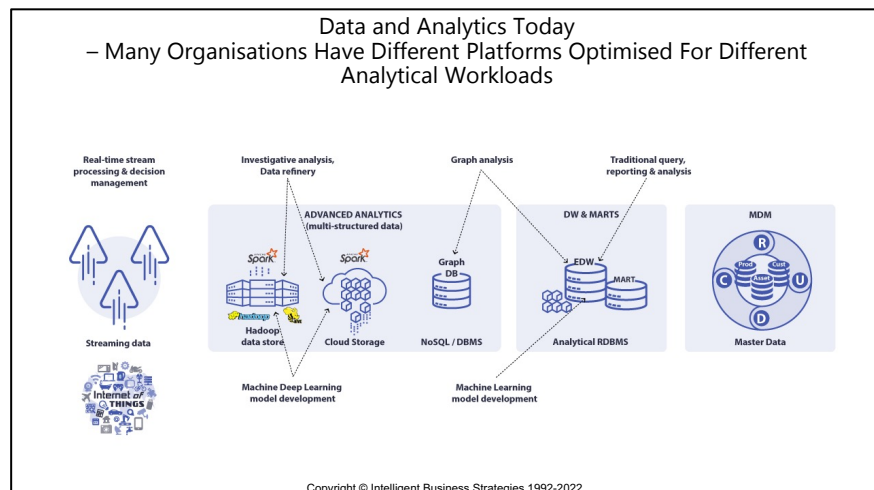 Data and Analytics Today
– Many Organisations Have Different Platforms Optimised For Different
Analytical Workloads
Real-time stream
processing & decision
management
Investigative analysis,
Data refinery
Graph analysis
Traditional query,
reporting & analysis
ADVANCED ANALYTICS
(multi-structured data)
DW & MARTS
MDM
Spark
Spark
Graph
DB
EDW
MART
R
Prod
Cust
Asset
C
U
D
hadoop
Streaming data
Hadoop
data store
Cloud Storage
NoSQL / DBMS
Analytical RDBMS
Master Data
Internet of
THINGS
Machine Deep Learning
model development
Machine Learning
model development
Copyright © Intelligent Business Strategies 1992-2022